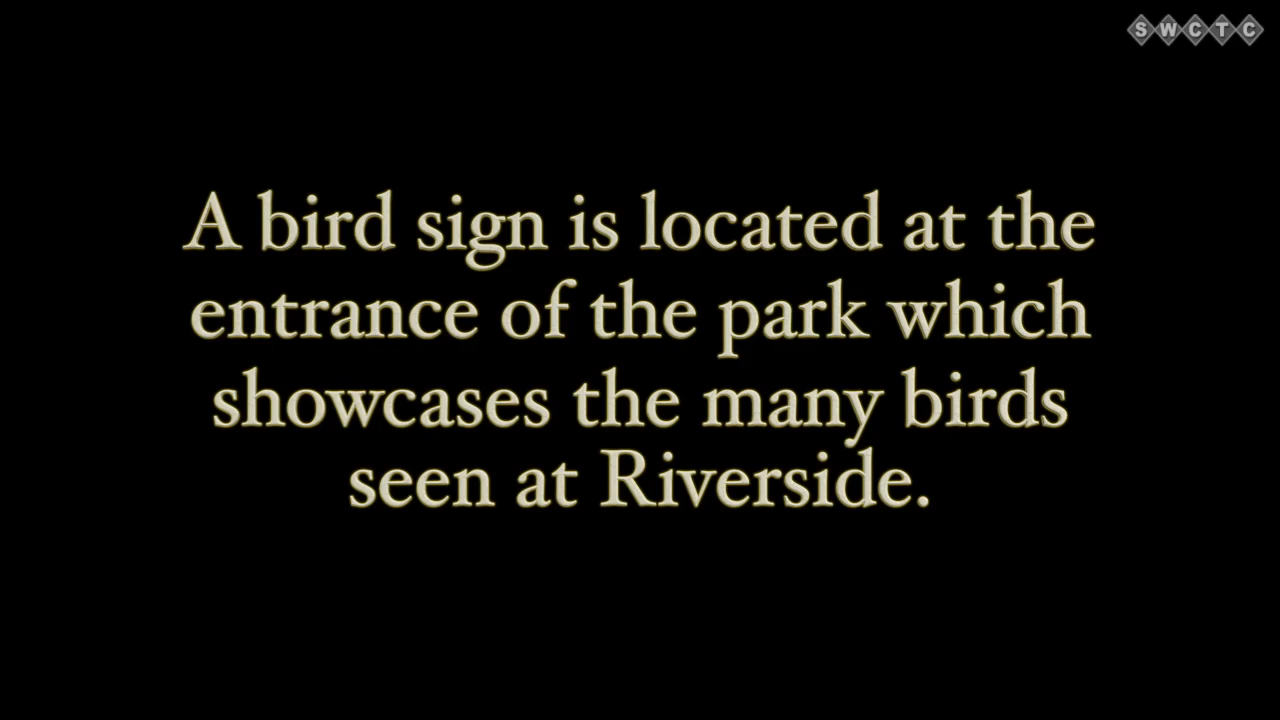 SWCTC
A bird sign is located at the
entrance of the park which
showcases the many birds
seen at Riverside.